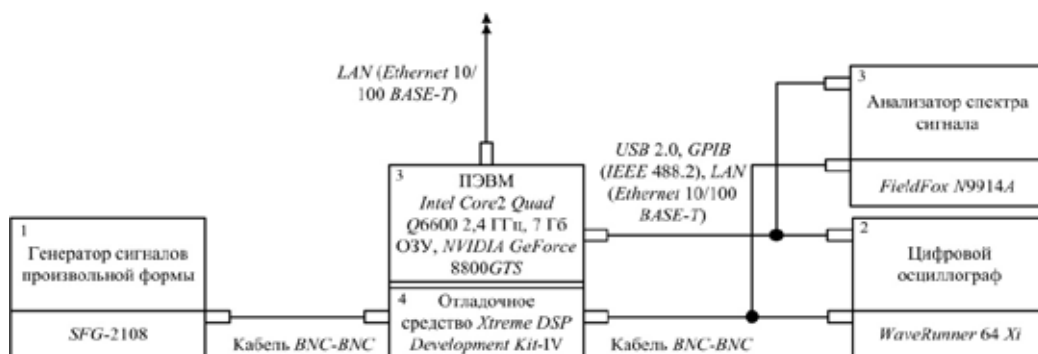 LAN (Ethernet 10/
100 BASE-T)
3
Анализатор спектра
сигнала
FieldFox N9914A
USB 2.0, GPIB
(IEEE 488.2), LAN
(Ethernet 10/100
BASE-T)
3
ПЭВМ
Intel Core2 Quad
Q6600 2,4 ГГц, 7 Гб
ОЗУ, NVIDIA GeForce
8800GTS
1
Генератор сигналов
произвольной формы
SFG-2108
2
Цифровой
осциллограф
WaveRunner 64 Xi
4
Отладочное
средство Xtreme DSP
Development Kit-IV
Кабель BNC-BNC
Кабель BNC-BNC